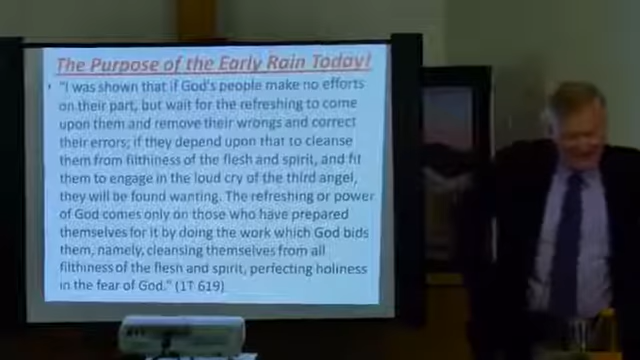 The Purpose of the Early Rain Today!
• "I was shown that if God's people make no efforts
on their part, but wait for the refreshing to come
upon them and remove their wrongs and correct
their errors; if they depend upon that to cleanse
them from filthiness of the flesh and spirit, and fit
them to engage in the loud cry of the third angel,
they will be found wanting. The refreshing or power
of God comes only on those who have prepared
themselves for it by doing the work which God bids
them, namely, cleansing themselves from all
filthiness of the flesh and spirit, perfecting holiness
in the fear of God." (1T 619)